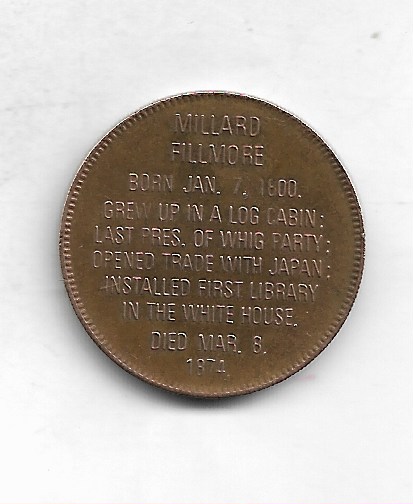 MILLARD
FILLMORE
BORN JAN. 7, 1800.
GREW UP IN A LOG CABIN;
LAST PRES. OF WHIG PARTY;
OPENED TRADE WITH JAPAN;
INSTALLED FIRST LIBRARY
IN THE WHITE HOUSE.
DIED MAR. 8.
1874.